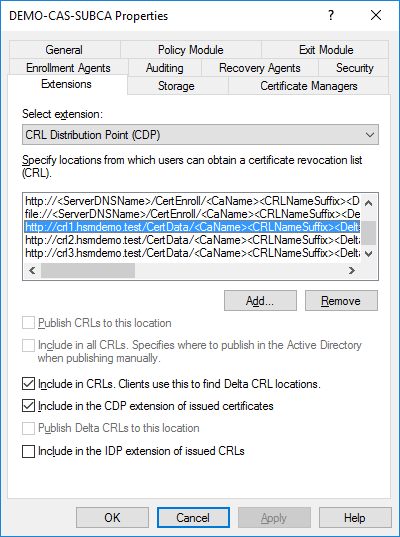 DEMO-CAS-SUBCA Properties
General Policy Module Exit Module
Enrollment Agents Auditing Recovery Agents Security
Extensions Storage Certificate Managers
Select extension:
CRL Distribution Point (CDP)
Specify locations from which users can obtain a certificate revocation list
(CRL).
http://<ServerDNSName>/CertEnroll/<CaName><CRLNameSuffix><D
file://<ServerDNSName>/CertEnroll/<CaName><CRLNameSuffix><De
http://crl1.hsmdemo.test/CertData/<CaName><CRLNameSuffix><Delt
http://crl2.hsmdemo.test/CertData/<CaName><CRLNameSuffix><Delt
http://crl3.hsmdemo.test/CertData/<CaName><CRLNameSuffix><Delt
Add... Remove
Publish CRLs to this location
Include in all CRLs. Specifies where to publish in the Active Directory
when publishing manually.
Include in CRLs. Clients use this to find Delta CRL locations.
Include in the CDP extension of issued certificates
Publish Delta CRLs to this location
Include in the IDP extension of issued CRLs
OK Cancel Apply Help